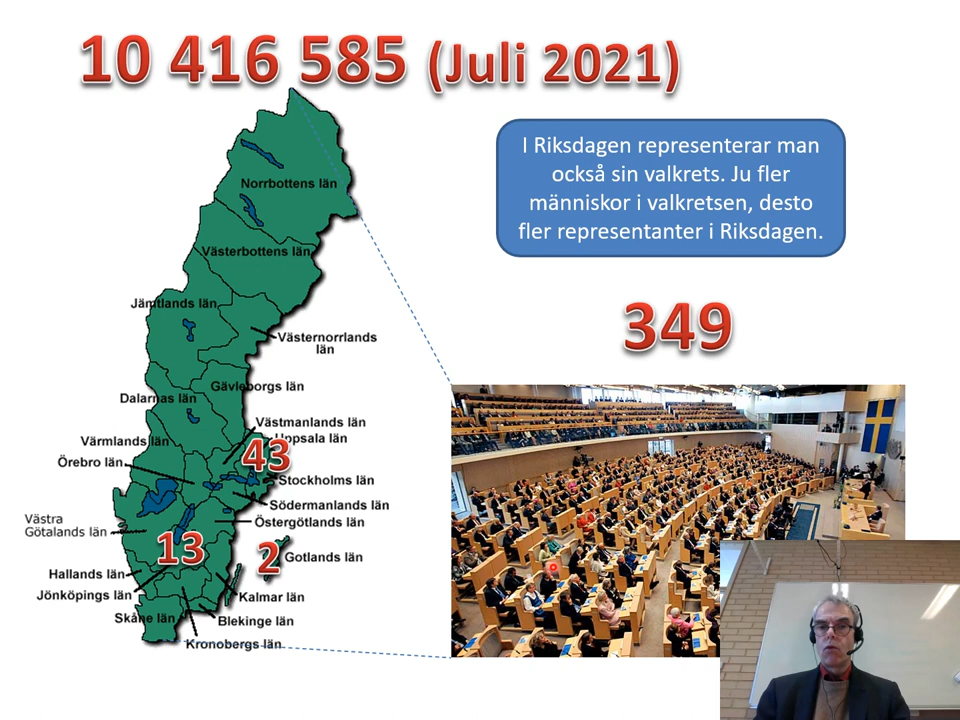 10 416 585 (Juli 2021)
I Riksdagen representerar man
också sin valkrets. Ju fler
människor i valkretsen, desto
fler representanter i Riksdagen.
349
Norrbottens län
Västerbottens län
Jämtlands län
Västernorrlands
län
Gävleborgs län
Dalarnas län
Västmanlands län
Uppsala län
Värmlands län
43
Örebro län
Stockholms län
Södermanlands län
Västra
Götalands län
Östergötlands län
13
2
Gotlands län
Hallands län
Jönköpings län
Kalmar län
Skåne län
Blekinge län
Kronobergs län